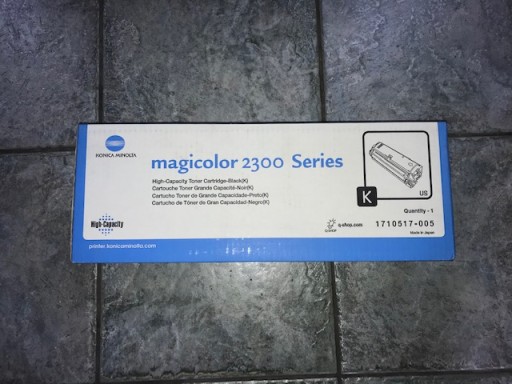 KONICA MINOLTA
magicolor 2300 Series
High-Capacity Toner Cartridge-Black(K)
Cartouche Toner Grande Capacité-Noir(K)
Cartucho Toner de Grande Capacidade-Preto(K)
Cartucho de Tóner de Gran Capacidad-Negro(K)
K
US
High-Capacity
Quantity - 1
q-shop.com
1710517-005
Made in Japan
printer.konicaminolta.com